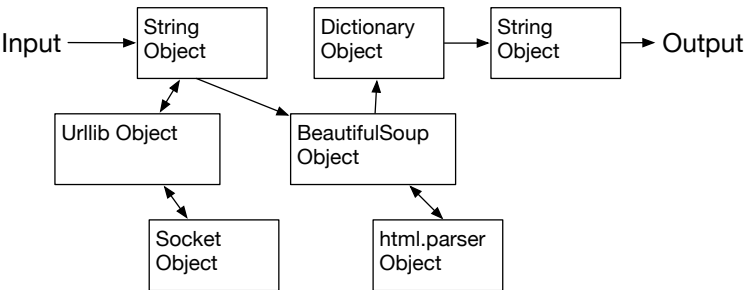 Input
String
Object
Dictionary
Object
String
Object
Output
Urllib Object
BeautifulSoup
Object
Socket
Object
html.parser
Object